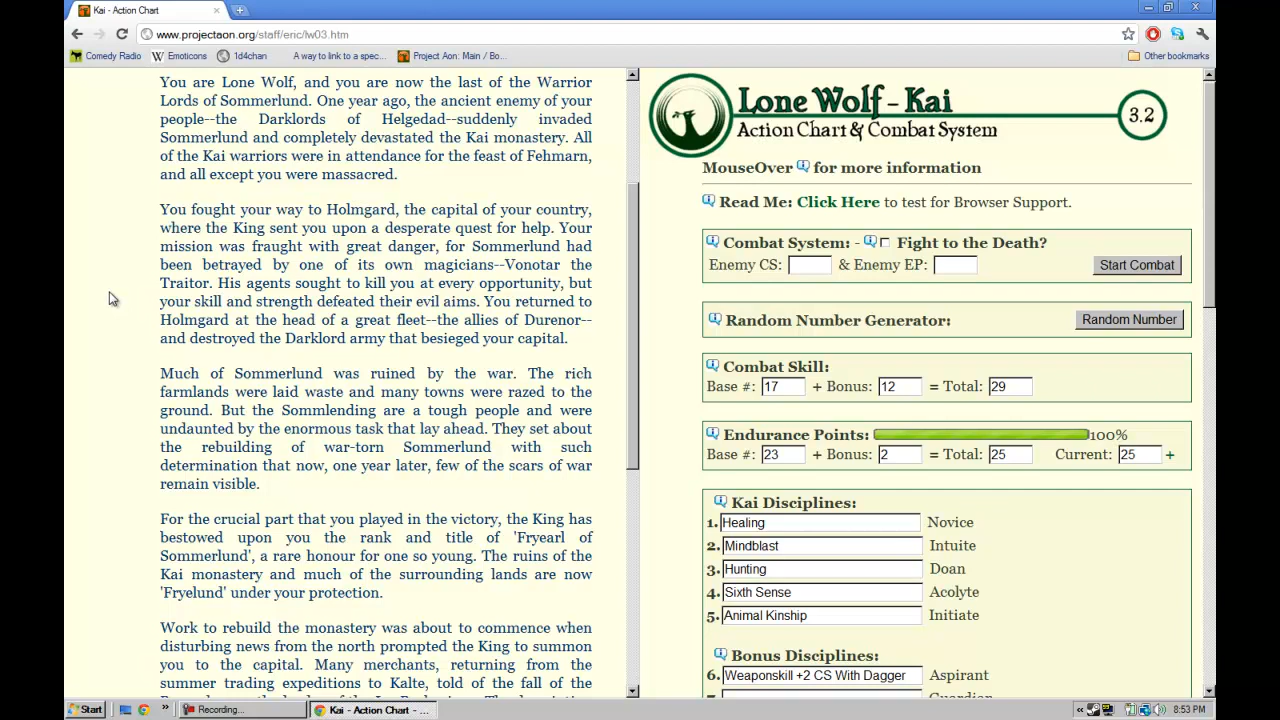 Kai - Action Chart
www.projectaon.org/staff/eric/lw03.htm
Comedy Radio
Emoticons
1d4chan
A way to link to a spec...
Project Aon: Main / Bo...
Other bookmarks
You are Lone Wolf, and you are now the last of the Warrior
Lords of Sommerlund. One year ago, the ancient enemy of your
people--the Darklords of Helgedad--suddenly invaded
Sommerlund and completely devastated the Kai monastery. All
of the Kai warriors were in attendance for the feast of Fehmarn,
and all except you were massacred.
You fought your way to Holmgard, the capital of your country,
where the King sent you upon a desperate quest for help. Your
mission was fraught with great danger, for Sommerlund had
been betrayed by one of its own magicians--Vonotar the
Traitor. His agents sought to kill you at every opportunity, but
your skill and strength defeated their evil aims. You returned to
Holmgard at the head of a great fleet--the allies of Durenor--
and destroyed the Darklord army that besieged your capital.
Much of Sommerlund was ruined by the war. The rich
farmlands were laid waste and many towns were razed to the
ground. But the Sommlending are a tough people and were
undaunted by the enormous task that lay ahead. They set about
the rebuilding of war-torn Sommerlund with such
determination that now, one year later, few of the scars of war
remain visible.
For the crucial part that you played in the victory, the King has
bestowed upon you the rank and title of 'Fryearl of
Sommerlund', a rare honour for one so young. The ruins of the
Kai monastery and much of the surrounding lands are now
'Fryelund' under your protection.
Work to rebuild the monastery was about to commence when
disturbing news from the north prompted the King to summon
you to the capital. Many merchants, returning from the
summer trading expeditions to Kalte, told of the fall of the
Lone Wolf - Kai
Action Chart & Combat System
3.2
MouseOver for more information
Read Me: Click Here to test for Browser Support.
Combat System: - Fight to the Death?
Enemy CS: & Enemy EP: Start Combat
Random Number Generator: Random Number
Combat Skill:
Base #: 17 + Bonus: 12 = Total: 29
Endurance Points: 100%
Base #: 23 + Bonus: 2 = Total: 25 Current: 25 +
Kai Disciplines:
1. Healing Novice
2. Mindblast Intuite
3. Hunting Doan
4. Sixth Sense Acolyte
5. Animal Kinship Initiate
Bonus Disciplines:
6. Weaponskill +2 CS With Dagger Aspirant
Start
Recording...
Kai - Action Chart - ...
8:53 PM